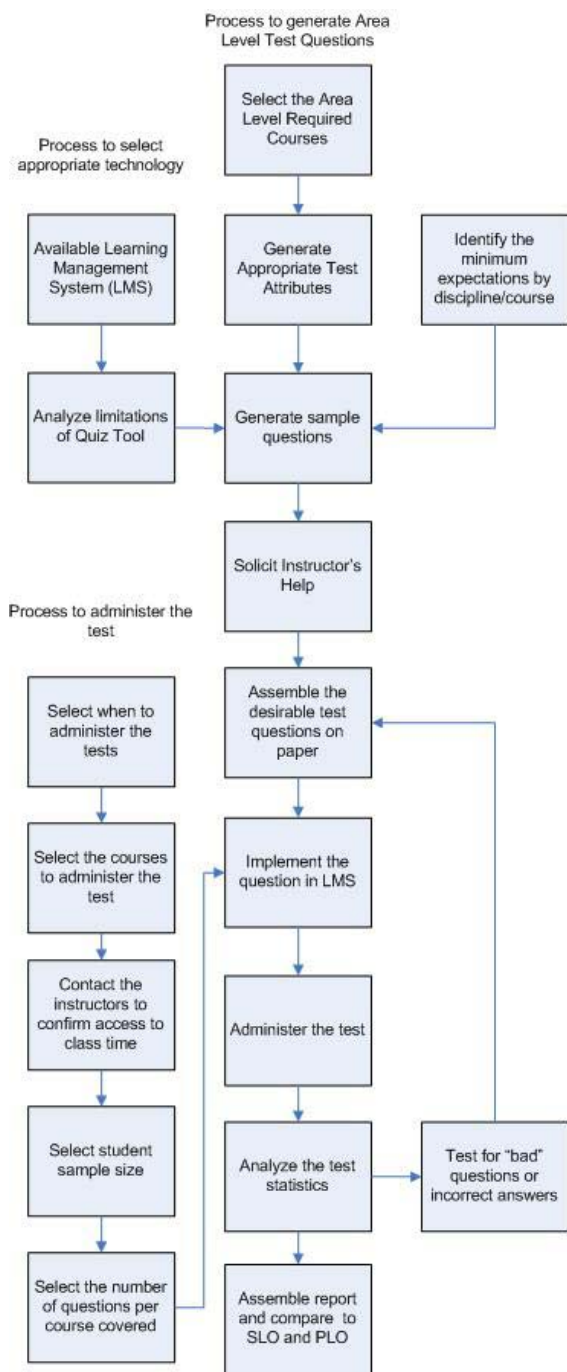 Process to generate Area
Level Test Questions
Select the Area
Level Required
Courses
Process to select
appropriate technology
Available Learning
Management
System (LMS)
Generate
Appropriate Test
Attributes
Identify the
minimum
expectations by
discipline/course
Analyze limitations
of Quiz Tool
Generate sample
questions
Solicit Instructor's
Help
Process to administer the
test
Select when to
administer the
tests
Assemble the
desirable test
questions on
paper
Select the courses
to administer the
test
Implement the
question in LMS
Contact the
instructors to
confirm access to
class time
Administer the test
Select student
sample size
Analyze the test
statistics
Test for "bad"
questions or
incorrect answers
Select the number
of questions per
course covered
Assemble report
and compare to
SLO and PLO